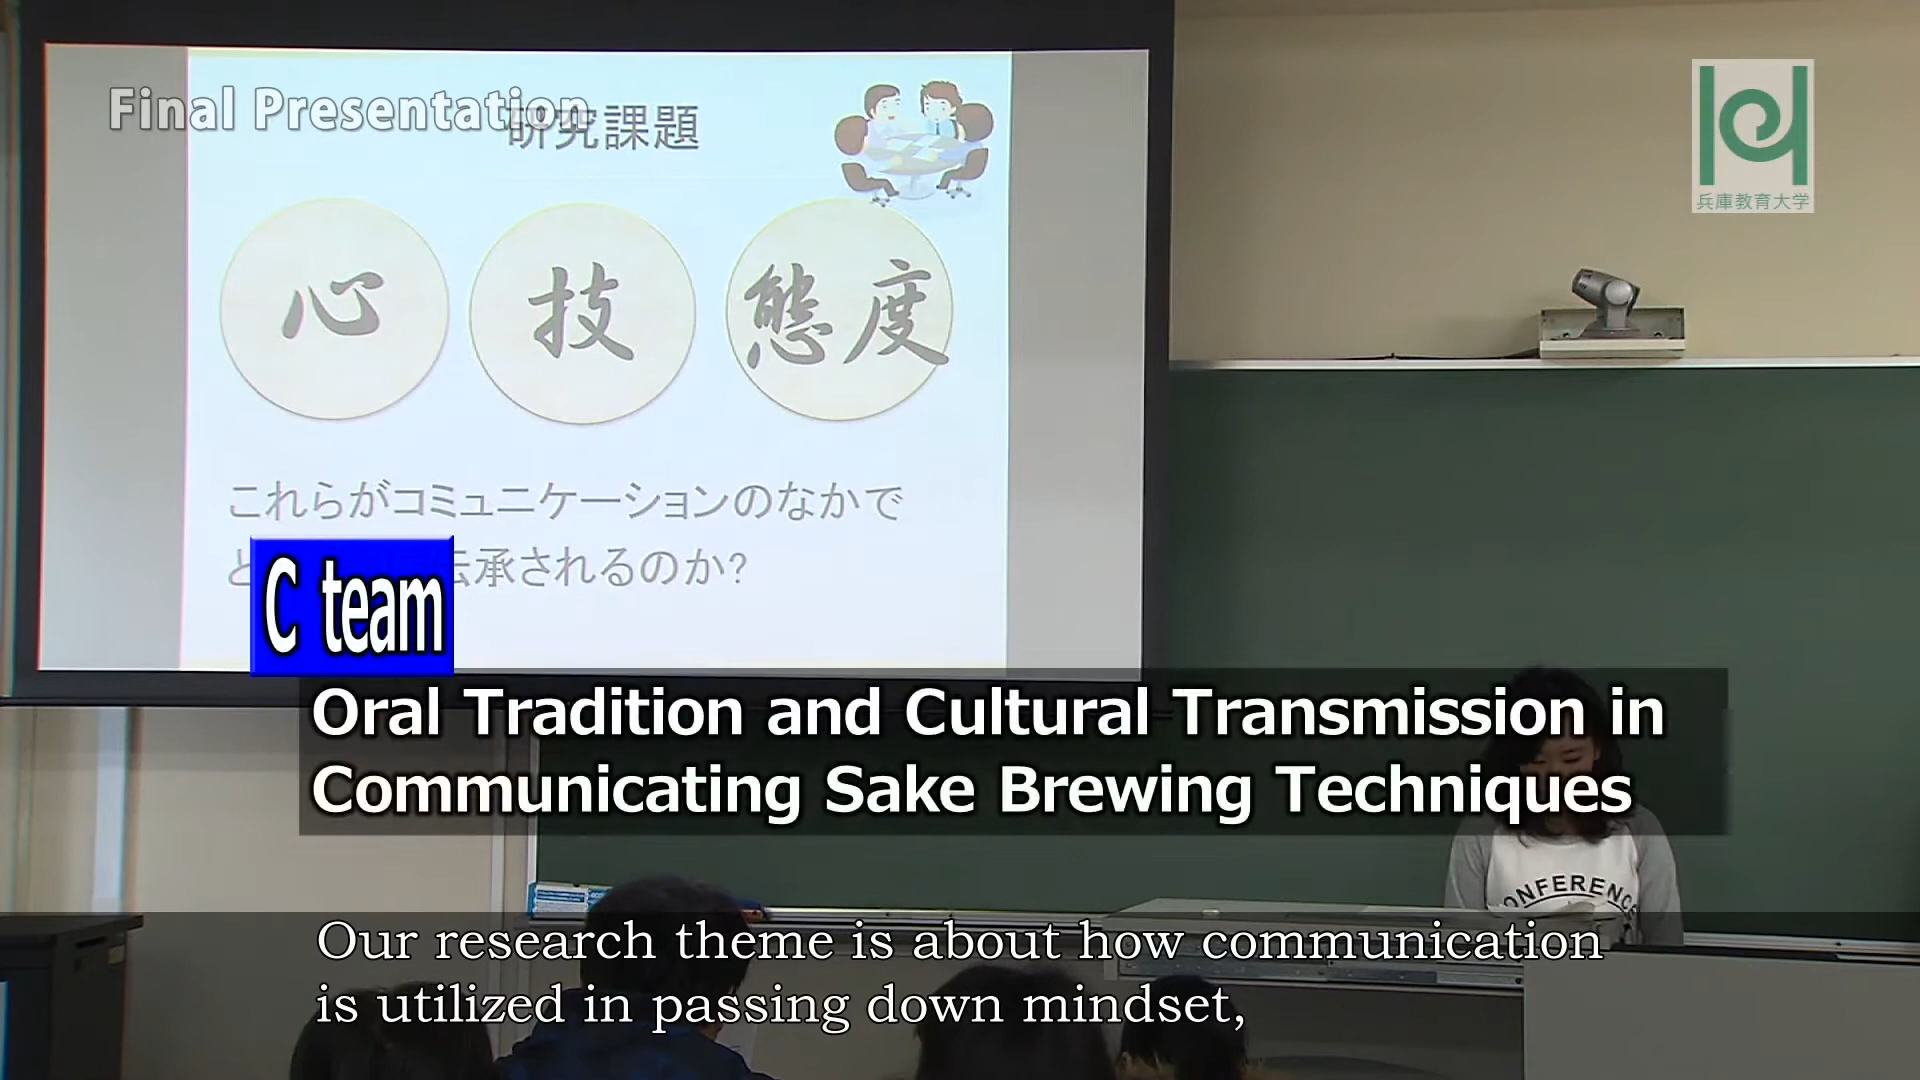 Final Presentation
研究課題
兵庫教育大学
心
技
態度
これらがコミュニケーションのなかで
伝承されるのか?
C team
Oral Tradition and Cultural Transmission in
Communicating Sake Brewing Techniques
CONFERENCE
Our research theme is about how communication
is utilized in passing down mindset,